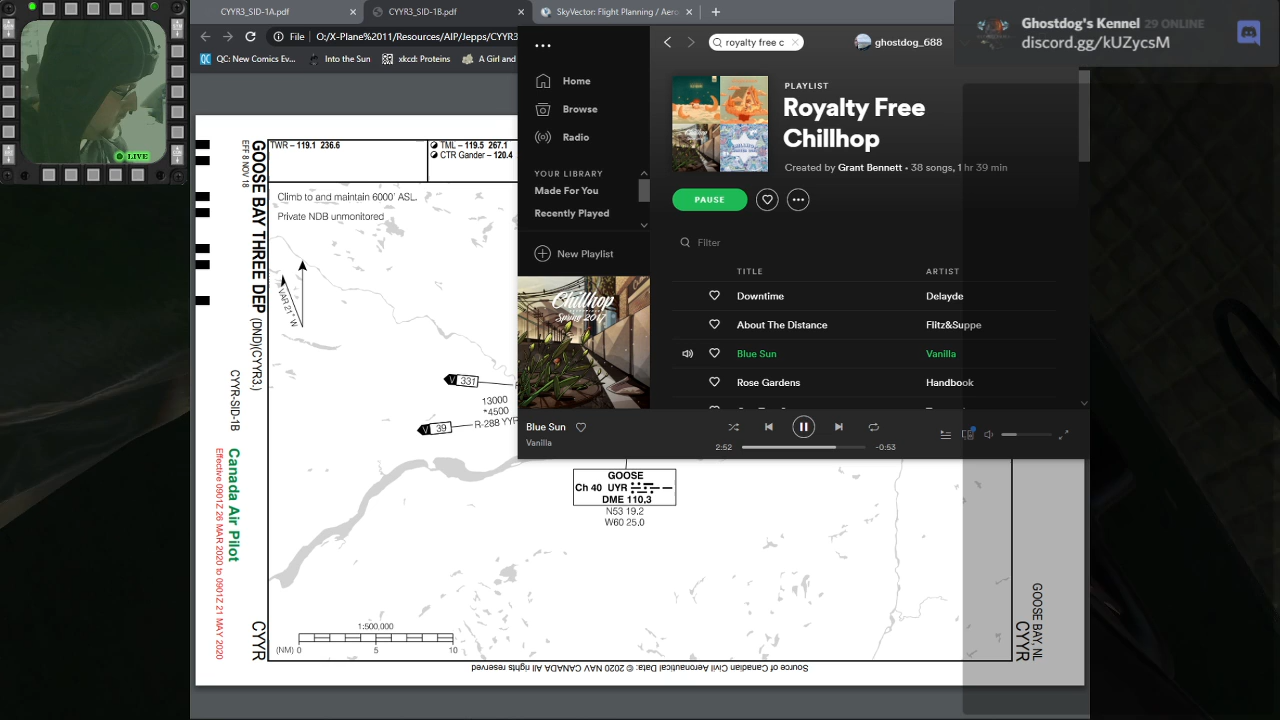 LIVE
CYYR3_SID-1A.pdf
CYYR3_SID-1B.pdf
SkyVector: Flight Planning / Aero
File
O:/X-Plane%2011/Resources/AIP/Jepps/CYYR3
QC: New Comics Ev...
Into the Sun
xkcd: Proteins
A Girl and
Ghostdog's Kennel 29 ONLINE
discord.gg/kUZycsM
royalty free c
ghostdog_688
Home
Browse
Radio
YOUR LIBRARY
Made For You
Recently Played
New Playlist
Chillhop
Spring 2017
PLAYLIST
Royalty Free
Chillhop
Created by Grant Bennett • 38 songs, 1 hr 39 min
PAUSE
Filter
TITLE ARTIST
Downtime Delayde
About The Distance Flitz&Suppe
Blue Sun Vanilla
Rose Gardens Handbook
Blue Sun
Vanilla
2:52 -0:53
GOOSE BAY THREE DEP (DND)(CYYR3.)
EFF 8 NOV 18
CYYR-SID-1B
Canada Air Pilot
Effective 0901Z 26 MAR 2020 to 0901Z 21 MAY 2020
CYYR
TWR – 119.1 236.6
TML – 119.5 267.1
CTR Gander – 120.4
Climb to and maintain 6000' ASL.
Private NDB unmonitored
VAR 21° W
V 331
13000
*4500
V 39
R-288 YYR
GOOSE
Ch 40 UYR
DME 110.3
N53 19.2
W60 25.0
1:500,000
(NM) 0 5 10
Source of Canadian Civil Aeronautical Data: © 2020 NAV CANADA All rights reserved
GOOSE BAY, NL
CYYR